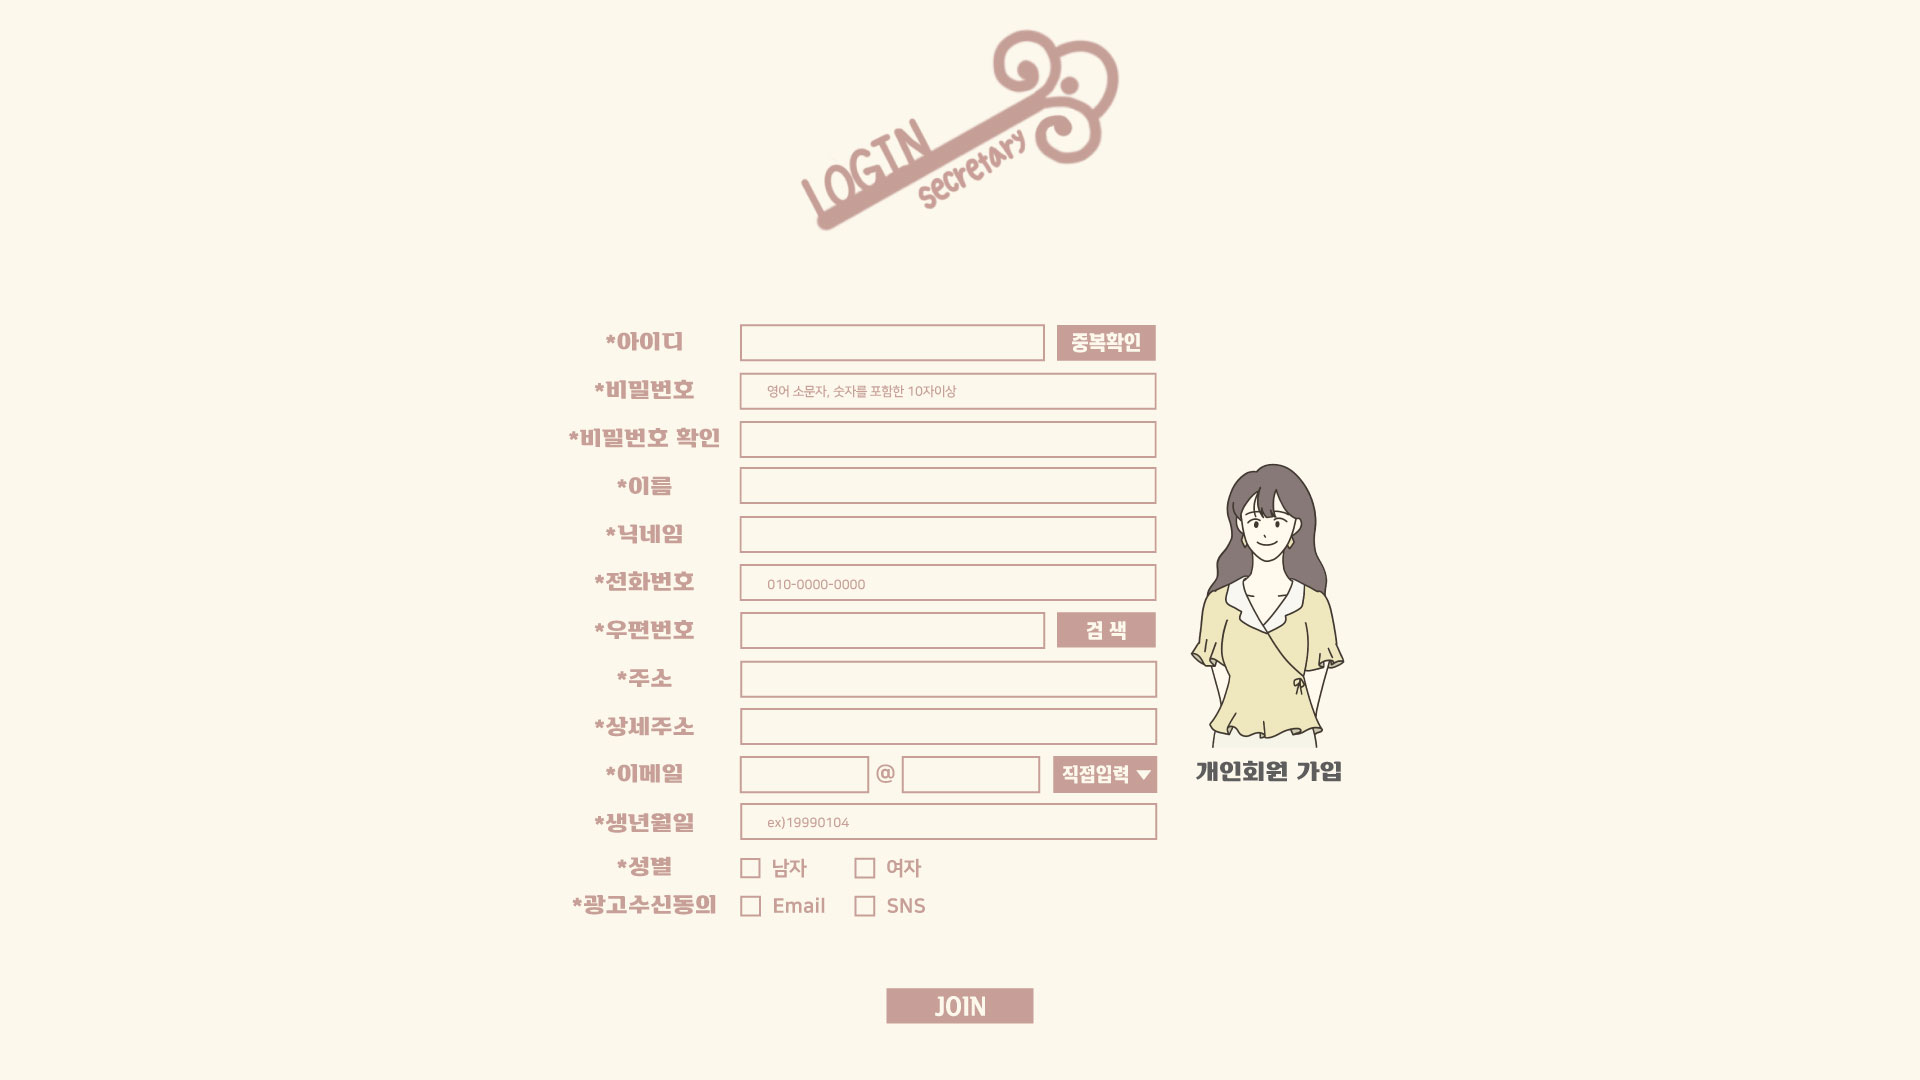 LOGIN
secretary
*아이디
중복확인
*비밀번호
영어 소문자, 숫자를 포함한 10자이상
*비밀번호 확인
*이름
*닉네임
*전화번호
010-0000-0000
*우편번호
검 색
*주소
*상세주소
*이메일
@
직접입력 ▼
개인회원 가입
*생년월일
ex)19990104
*성별
남자
여자
*광고수신동의
Email
SNS
JOIN